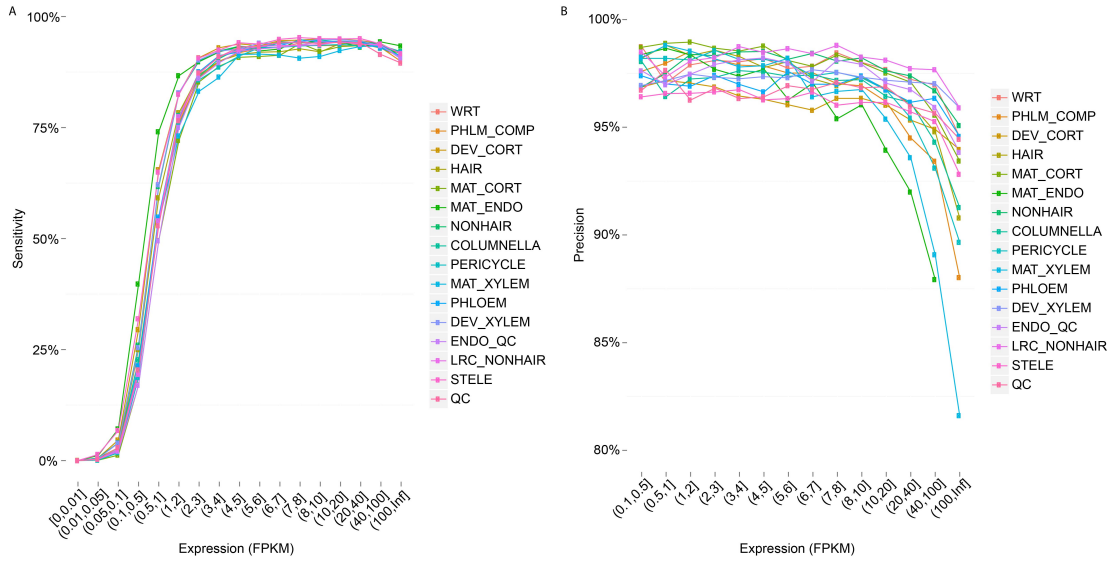 A
100%
75%
50%
25%
0%
Sensitivity
[0,0.01]
(0.01,0.05]
(0.05,0.1]
(0.1,0.5]
(0.5,1]
(1,2]
(2,3]
(3,4]
(4,5]
(5,6]
(6,7]
(7,8]
(8,10]
(10,20]
(20,40]
(40,100]
(100,Inf]
Expression (FPKM)
WRT
PHLM_COMP
DEV_CORT
HAIR
MAT_CORT
MAT_ENDO
NONHAIR
COLUMNELLA
PERICYCLE
MAT_XYLEM
PHLOEM
DEV_XYLEM
ENDO_QC
LRC_NONHAIR
STELE
QC
B
100%
95%
90%
85%
80%
Precision
(0.1,0.5]
(0.5,1]
(1,2]
(2,3]
(3,4]
(4,5]
(5,6]
(6,7]
(7,8]
(8,10]
(10,20]
(20,40]
(40,100]
(100,Inf]
Expression (FPKM)
WRT
PHLM_COMP
DEV_CORT
HAIR
MAT_CORT
MAT_ENDO
NONHAIR
COLUMNELLA
PERICYCLE
MAT_XYLEM
PHLOEM
DEV_XYLEM
ENDO_QC
LRC_NONHAIR
STELE
QC